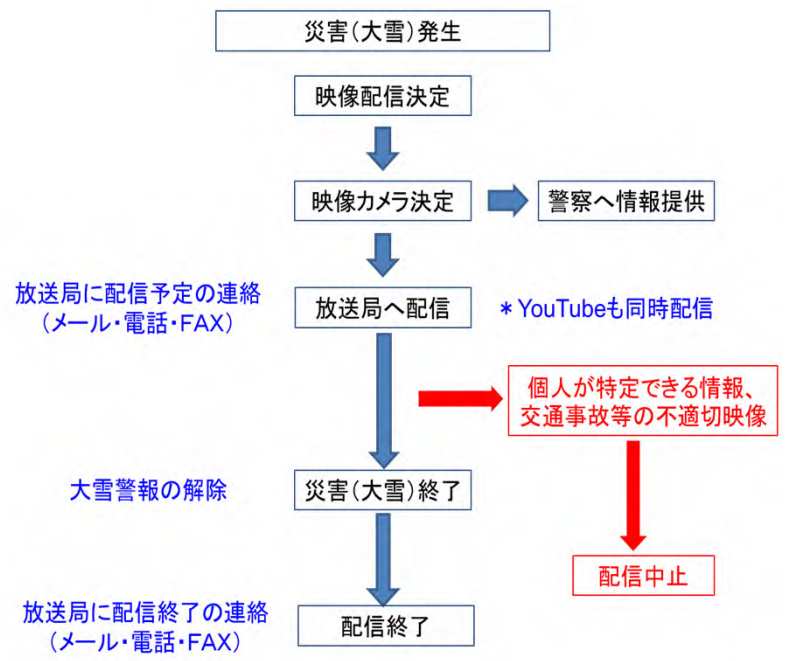 災害（大雪）発生
映像配信決定
映像カメラ決定
警察へ情報提供
放送局に配信予定の連絡
（メール・電話・FAX）
放送局へ配信
＊YouTubeも同時配信
個人が特定できる情報、
交通事故等の不適切映像
大雪警報の解除
災害（大雪）終了
配信中止
放送局に配信終了の連絡
（メール・電話・FAX）
配信終了